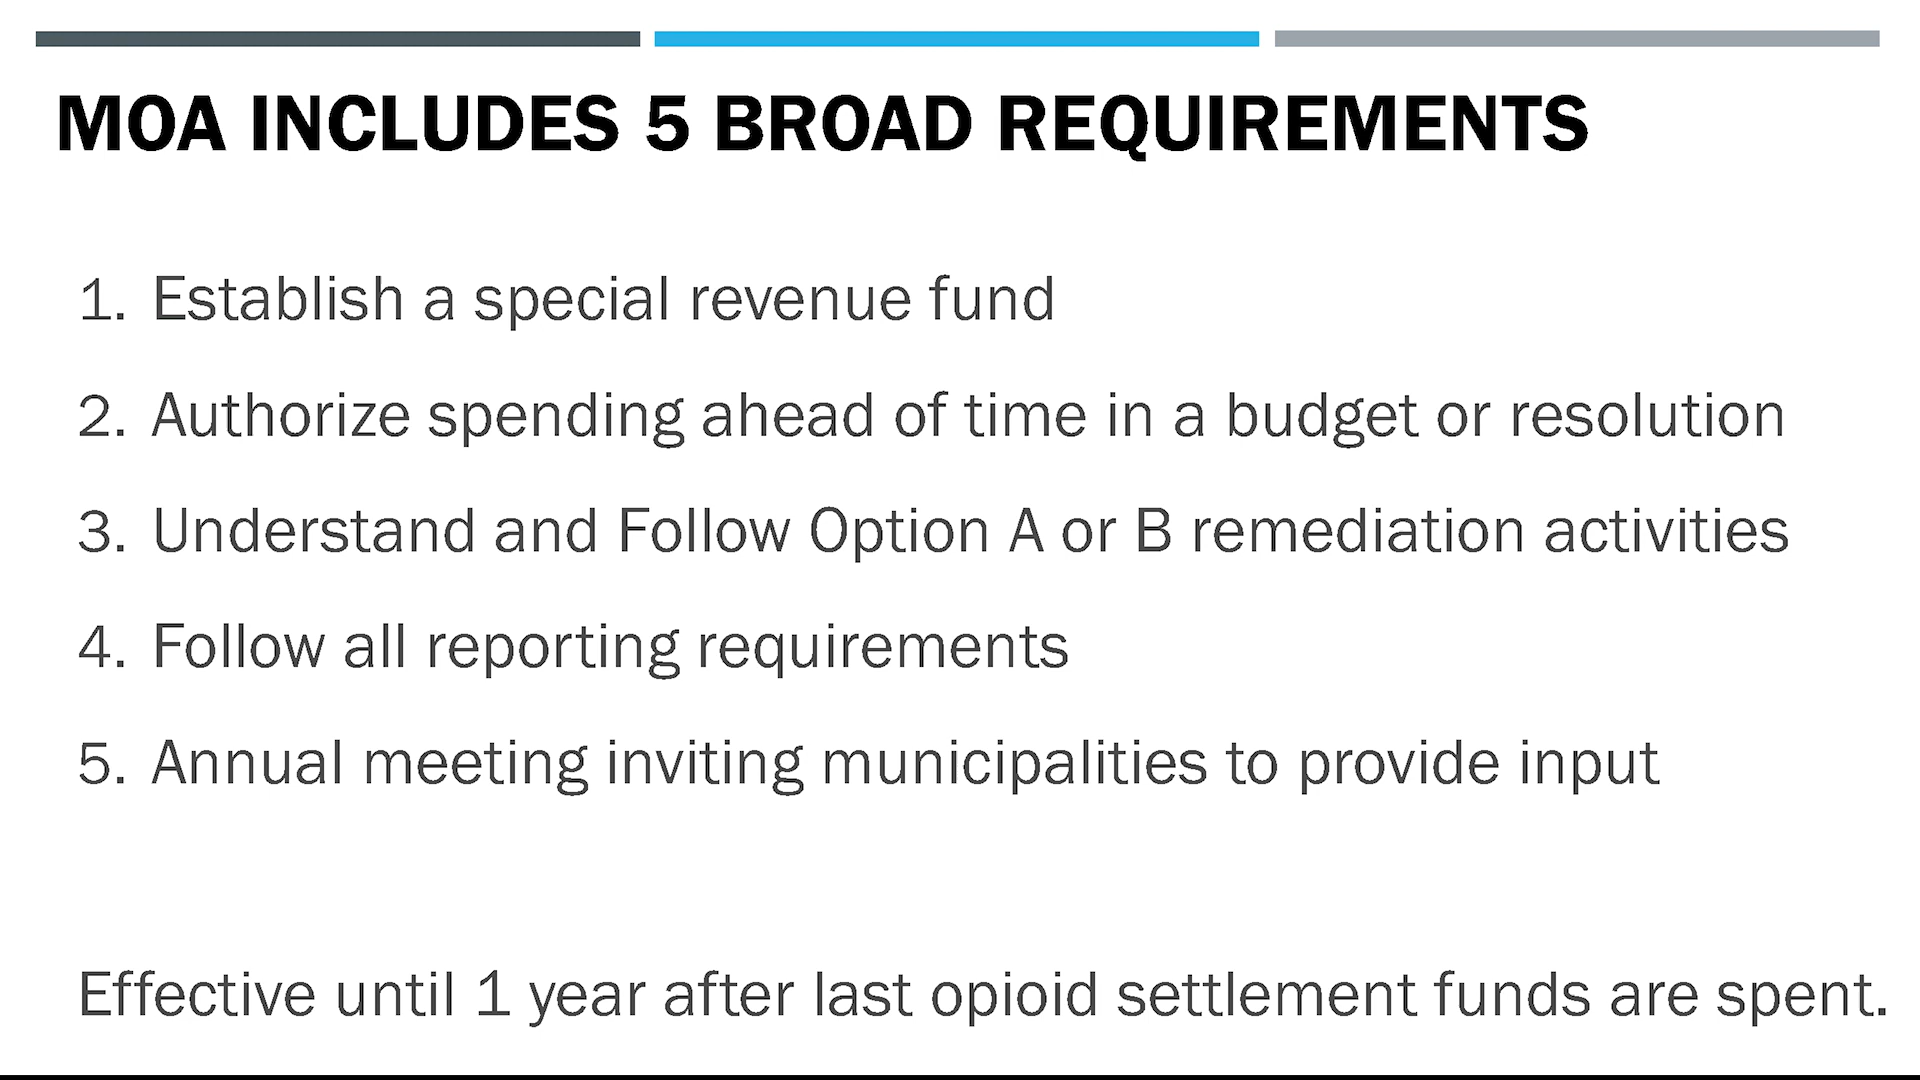 MOA INCLUDES 5 BROAD REQUIREMENTS
1. Establish a special revenue fund
2. Authorize spending ahead of time in a budget or resolution
3. Understand and Follow Option A or B remediation activities
4. Follow all reporting requirements
5. Annual meeting inviting municipalities to provide input
Effective until 1 year after last opioid settlement funds are spent.